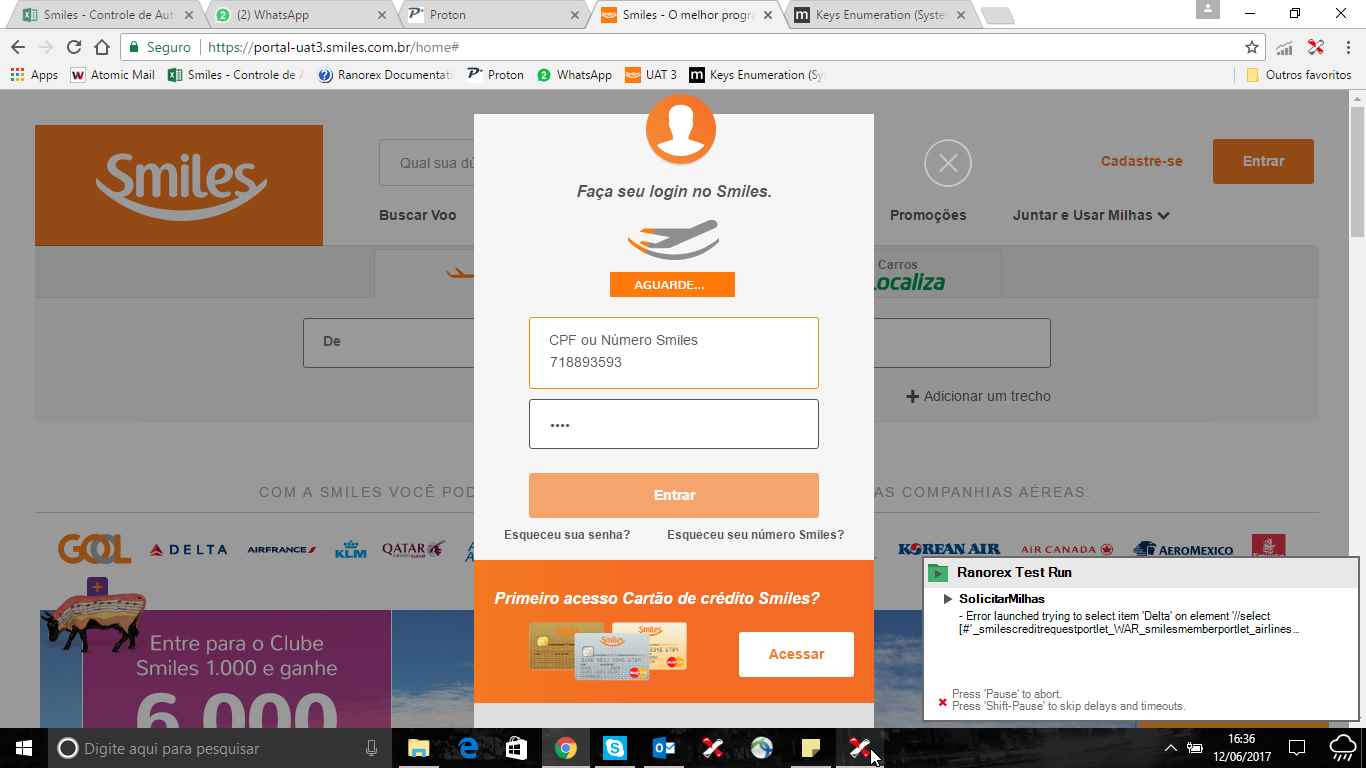 Smiles - Controle de Aut
(2) WhatsApp
Proton
Smiles - O melhor progr
Keys Enumeration (Syste
Seguro
https://portal-uat3.smiles.com.br/home#
Apps
Atomic Mail
Smiles - Controle de A
Ranorex Documentati
Proton
WhatsApp
UAT 3
Keys Enumeration (Sy
Outros favoritos
Smiles
Qual sua dú
Cadastre-se
Entrar
Buscar Voo
Promoções
Juntar e Usar Milhas
Faça seu login no Smiles.
AGUARDE...
Carros
Localiza
De
CPF ou Número Smiles
718893593
••••
Adicionar um trecho
Entrar
COM A SMILES VOCÊ POD
AS COMPANHIAS AÉREAS:
Esqueceu sua senha?
Esqueceu seu número Smiles?
GOL
DELTA
AIRFRANCE
KLM
QATAR
KOREAN AIR
AIR CANADA
AEROMEXICO
Primeiro acesso Cartão de crédito Smiles?
Acessar
Entre para o Clube
Smiles 1.000 e ganhe
6.000
Ranorex Test Run
SolicitarMilhas
- Error launched trying to select item 'Delta' on element '//select
[#'_smilescreditrequestportlet_WAR_smilesmemberportlet_airlines...
Press 'Pause' to abort.
Press 'Shift-Pause' to skip delays and timeouts.
Digite aqui para pesquisar
16:36
12/06/2017